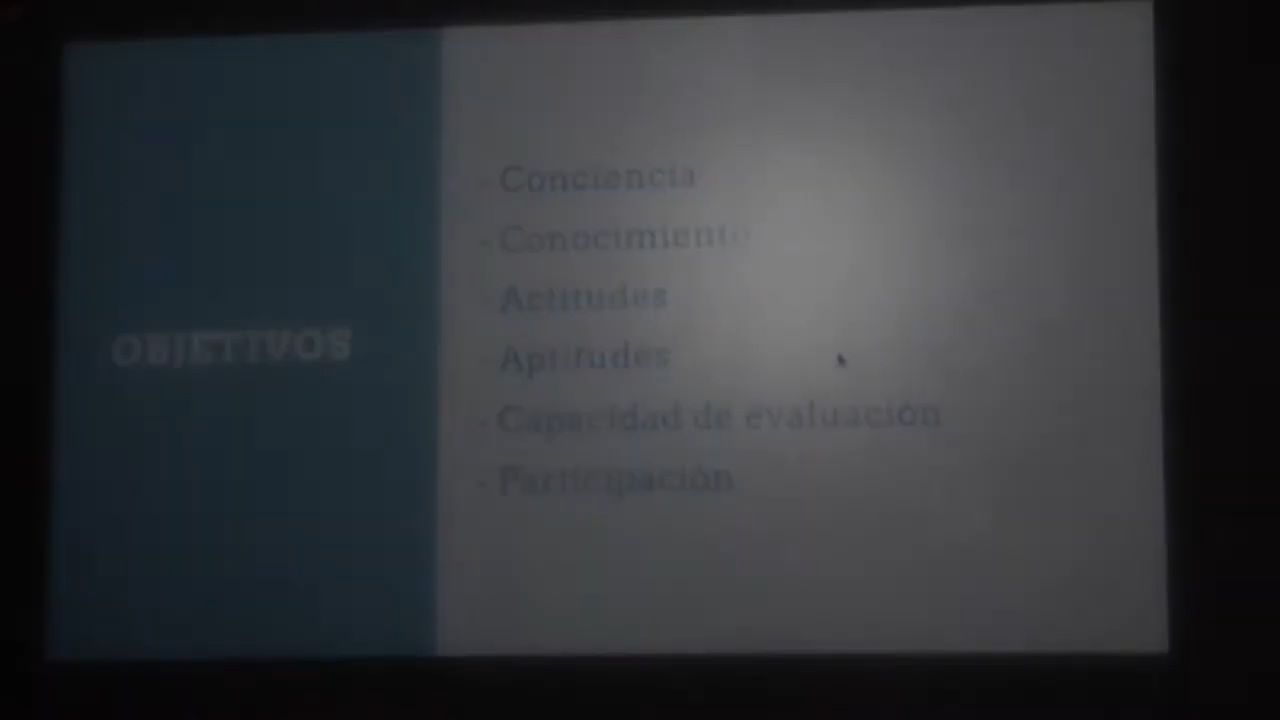 OBJETIVOS
- Conciencia
- Conocimiento
- Actitudes
- Aptitudes
- Capacidad de evaluación
- Participación